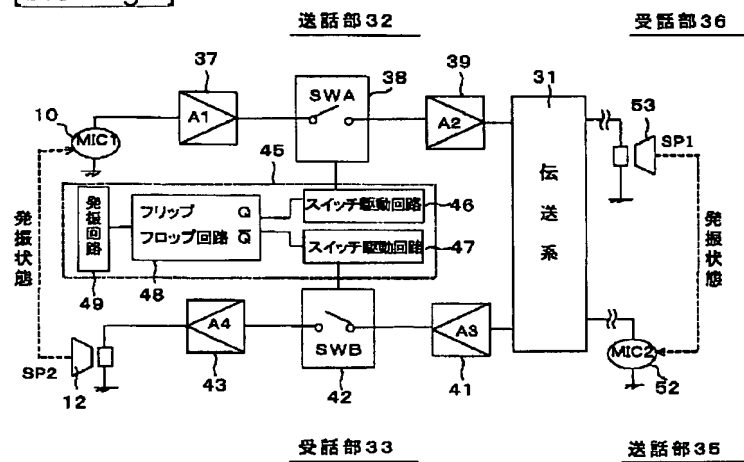 送話部32
受話部36
37
38
39
31
SWA
10
MIC1
A1
A2
53
SP1
45
発振回路
フリップ Q
フロップ回路 Q̅
スイッチ駆動回路
46
スイッチ駆動回路
47
伝送系
発振状態
発振状態
49
48
A4
SWB
A3
MIC2
SP2
12
43
42
41
52
受話部33
送話部35